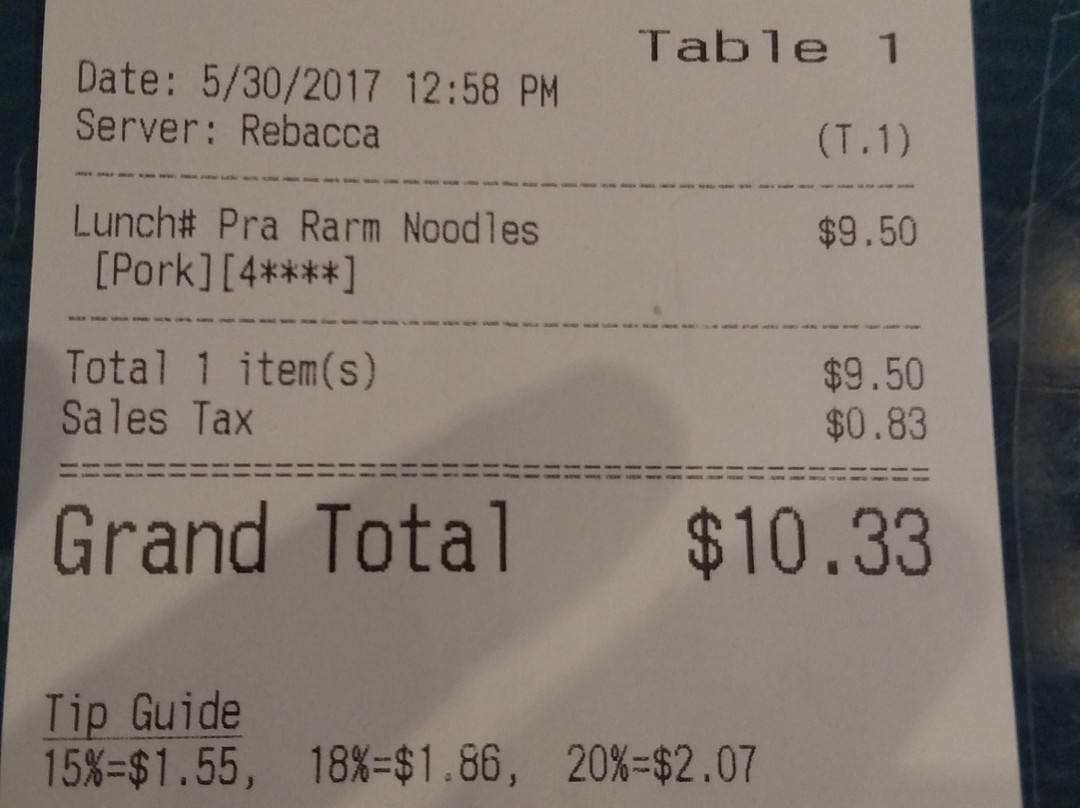 Table 1
Date: 5/30/2017 12:58 PM
Server: Rebacca (T.1)
Lunch# Pra Rarm Noodles $9.50
[Pork][4****]
Total 1 item(s) $9.50
Sales Tax $0.83
Grand Total $10.33
Tip Guide
15%=$1.55, 18%=$1.86, 20%=$2.07